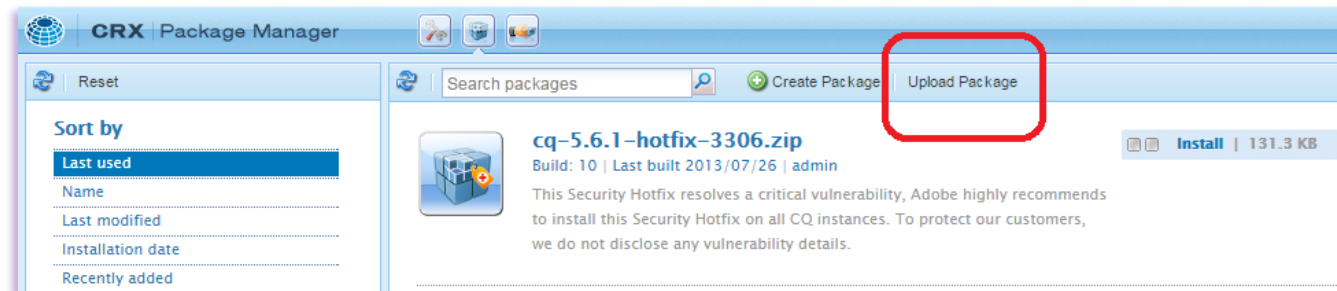 CRX Package Manager
Reset
Search packages
Create Package
Upload Package
Sort by
Last used
Name
Last modified
Installation date
Recently added
cq-5.6.1-hotfix-3306.zip
Build: 10 | Last built 2013/07/26 | admin
This Security Hotfix resolves a critical vulnerability, Adobe highly recommends
to install this Security Hotfix on all CQ instances. To protect our customers,
we do not disclose any vulnerability details.
Install | 131.3 KB